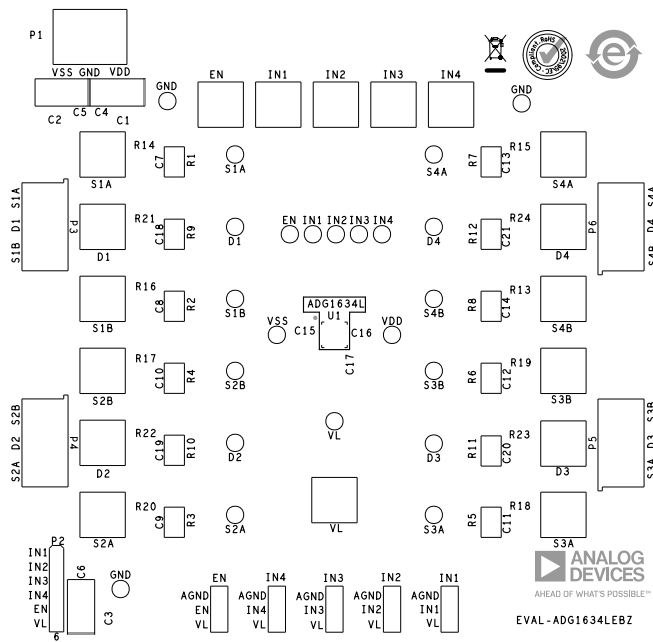 P1
VSS GND VDD
C5 C4
C2 C1
GND
EN IN1 IN2 IN3 IN4
GND
Compliant RoHS 2002/95/EC
e
R14 C7 R1 S1A
S1A
S4A R7 C13 R15
S4A
S1B D1 S1A
P3
R21 C18 R9 D1
D1
EN IN1 IN2 IN3 IN4
D4 R12 C21 R24
D4
P6
S4B D4 S4A
R16 C8 R2 S1B
S1B
ADG1634L
U1
C15 C16
C17
VSS VDD
S4B R8 C14 R13
S4B
R17 C10 R4 S2B
S2B
S3B R6 C12 R19
S3B
VL
S2A D2 S2B
P4
R22 C19 R10 D2
D2
D3 R11 C20 R23
D3
P5
S3A D3 S3B
VL
R20 C9 R3 S2A
S2A
S3A R5 C11 R18
S3A
P2
IN1
IN2
IN3
IN4
EN
VL
6
C6
C3
GND
EN
AGND
EN
VL
IN4
AGND
IN4
VL
IN3
AGND
IN3
VL
IN2
AGND
IN2
VL
IN1
AGND
IN1
VL
ANALOG
DEVICES
AHEAD OF WHAT'S POSSIBLE™
EVAL-ADG1634LEBZ